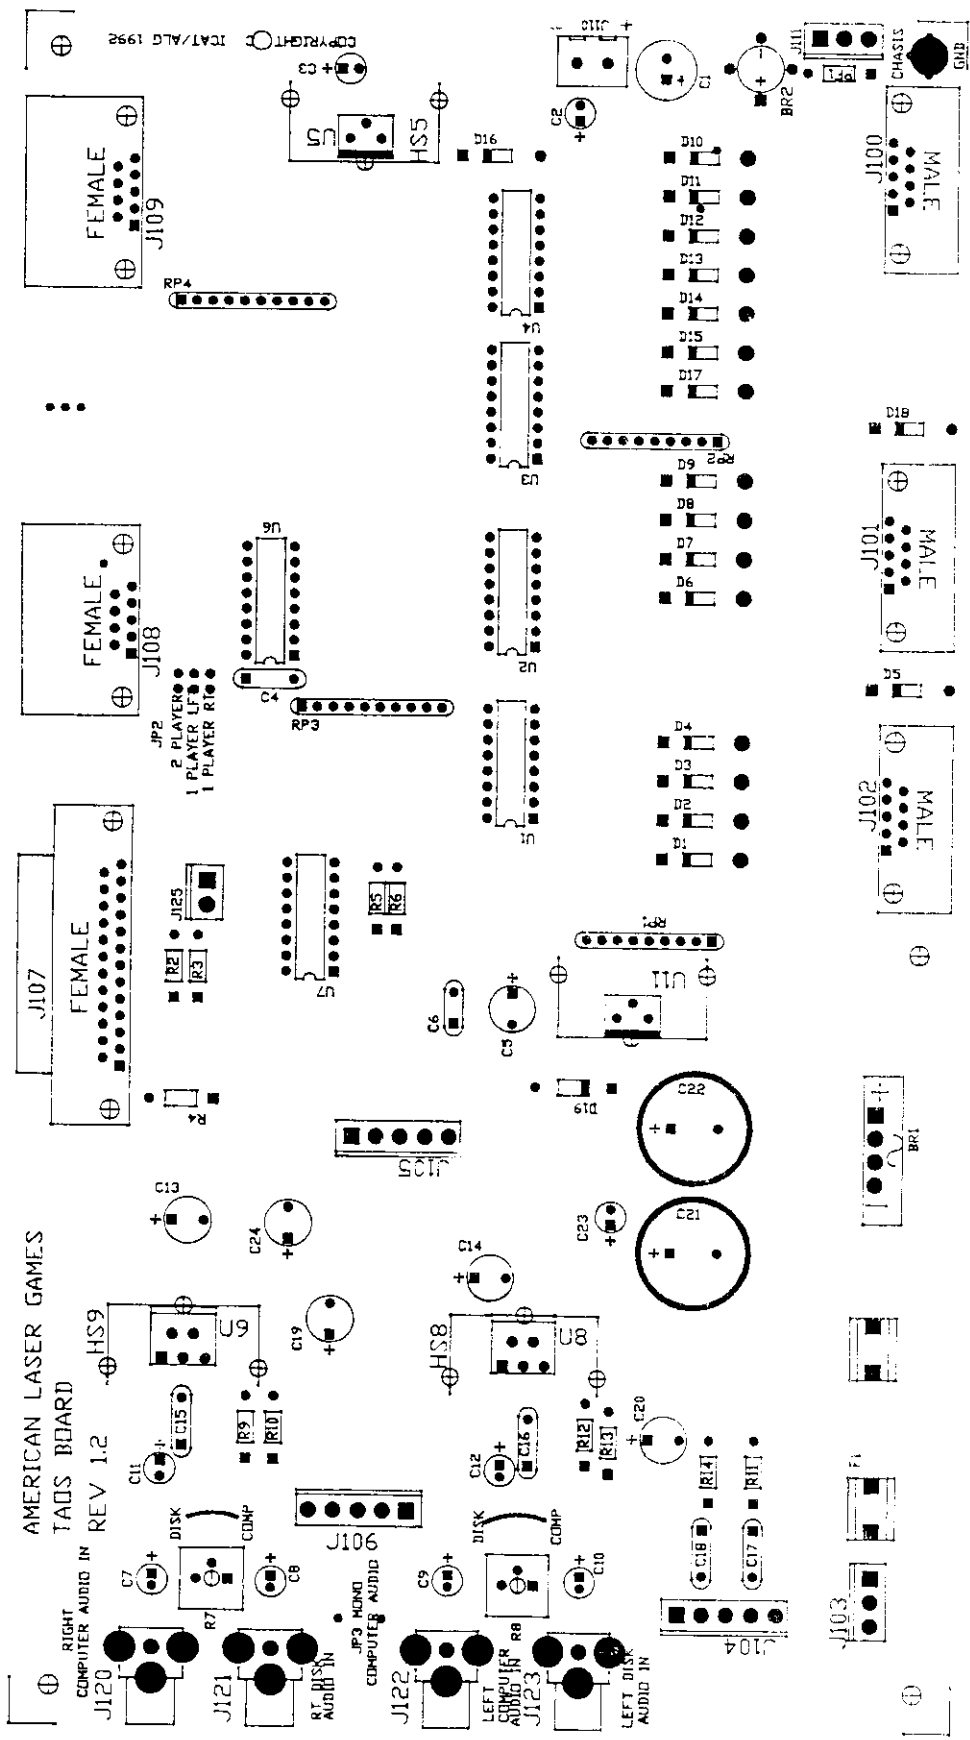 COPYRIGHT C ICAT/ALG 1992
C3
J110
C1
BR2
J111
OP1
CHASIS
GND
C2
U5
HS5
D16
FEMALE
J109
RP4
U4
D10
D11
D12
D13
D14
D15
D17
J100
MALE
U3
RP2
D18
D9
D8
D7
D6
J101
MALE
FEMALE
J108
U6
C4
RP3
JP2
2 PLAYER
1 PLAYER LFT
1 PLAYER RT
U2
D5
D4
D3
D2
D1
J102
MALE
U1
J107
FEMALE
J125
R2
R3
R5
R6
U7
RP1
U11
C6
C5
R4
D19
C22
BR1
J105
C13
C24
C14
C23
C21
AMERICAN LASER GAMES
TAOS BOARD
REV 1.2
HS9
U9
C19
HS8
U8
C15
C11
R9
R10
C16
C12
R12
R13
C20
R14
R11
F1
DISK
COMP
J106
DISK
COMP
C18
C17
RIGHT
COMPUTER AUDIO IN
C7
R7
C8
JP3 MONO
COMPUTER AUDIO
C9
R8
C10
J104
J103
J120
J121
RT DISK
AUDIO IN
J122
LEFT
COMPUTER
AUDIO IN
J123
LEFT DISK
AUDIO IN